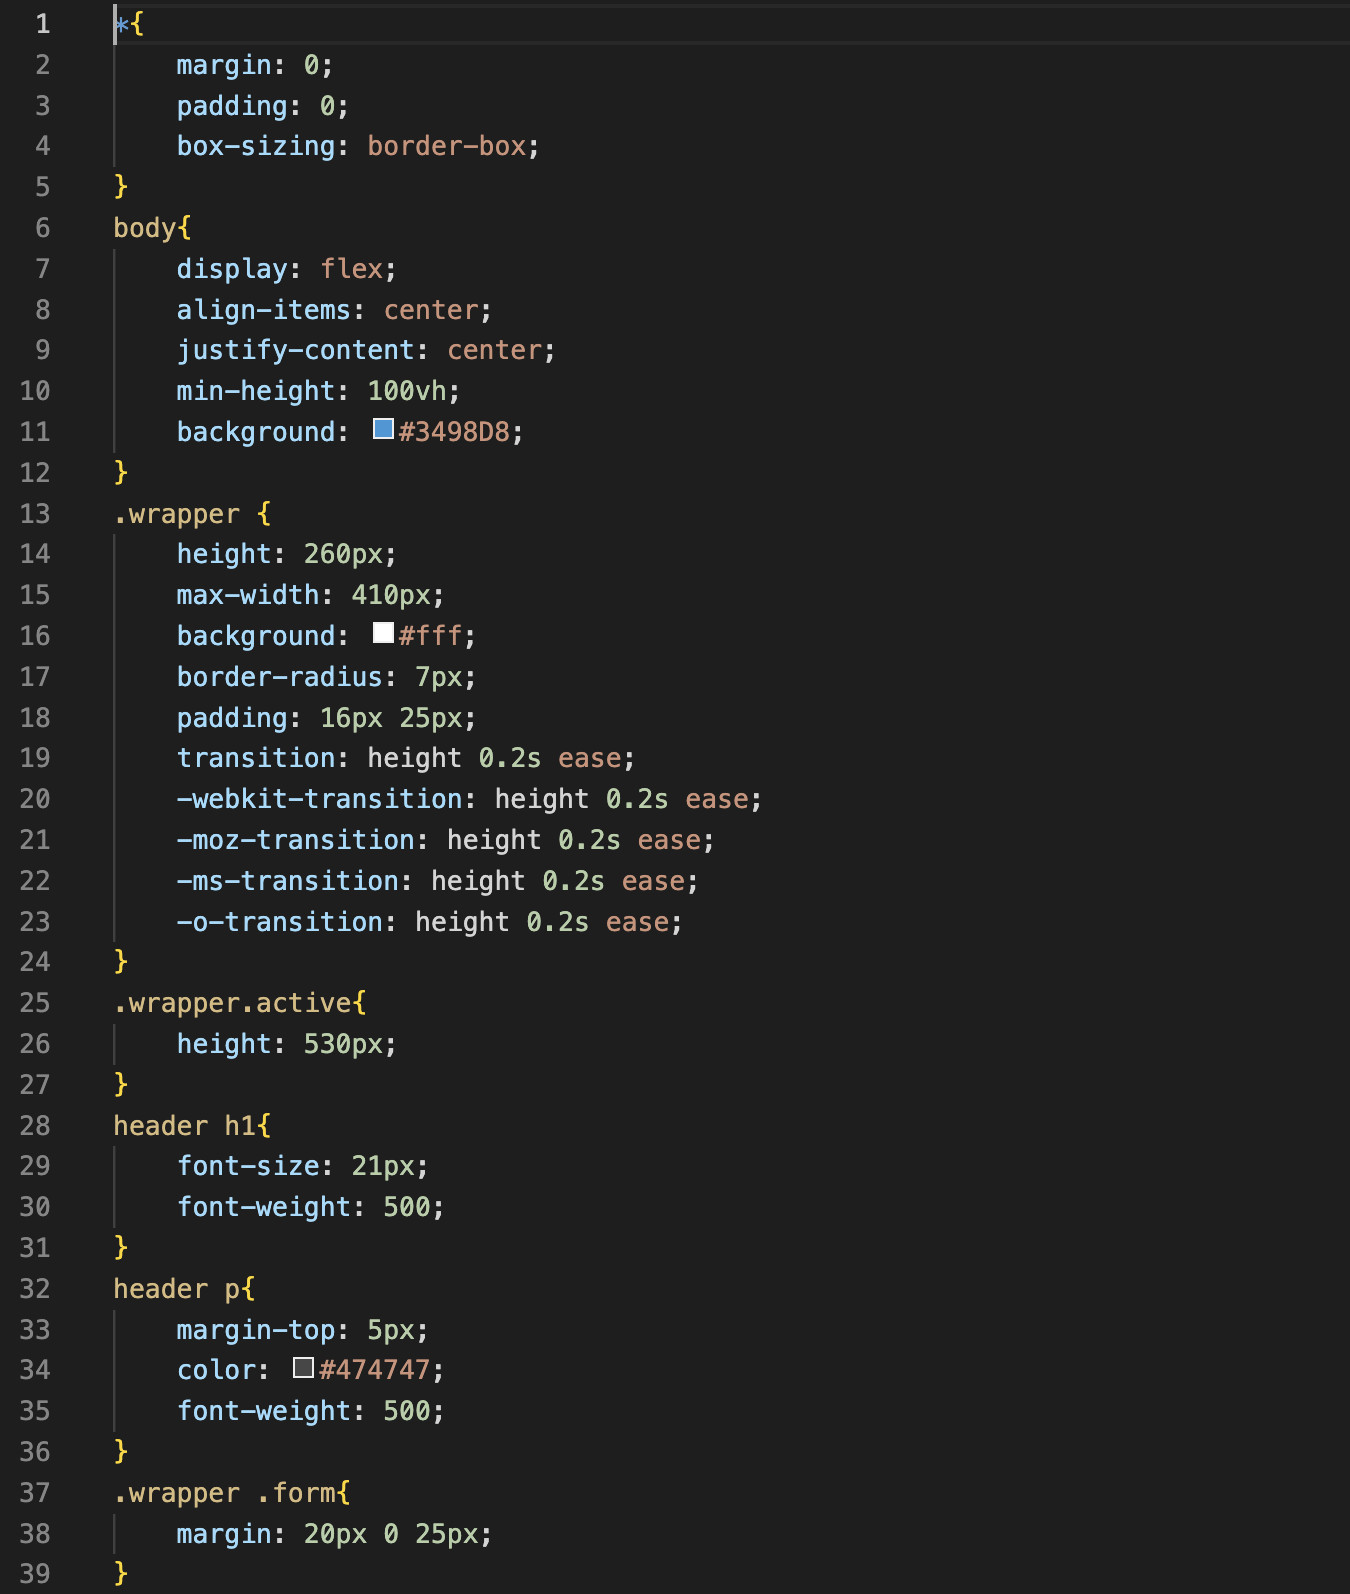 1 *{
2 margin: 0;
3 padding: 0;
4 box-sizing: border-box;
5 }
6 body{
7 display: flex;
8 align-items: center;
9 justify-content: center;
10 min-height: 100vh;
11 background: #3498D8;
12 }
13 .wrapper {
14 height: 260px;
15 max-width: 410px;
16 background: #fff;
17 border-radius: 7px;
18 padding: 16px 25px;
19 transition: height 0.2s ease;
20 -webkit-transition: height 0.2s ease;
21 -moz-transition: height 0.2s ease;
22 -ms-transition: height 0.2s ease;
23 -o-transition: height 0.2s ease;
24 }
25 .wrapper.active{
26 height: 530px;
27 }
28 header h1{
29 font-size: 21px;
30 font-weight: 500;
31 }
32 header p{
33 margin-top: 5px;
34 color: #474747;
35 font-weight: 500;
36 }
37 .wrapper .form{
38 margin: 20px 0 25px;
39 }